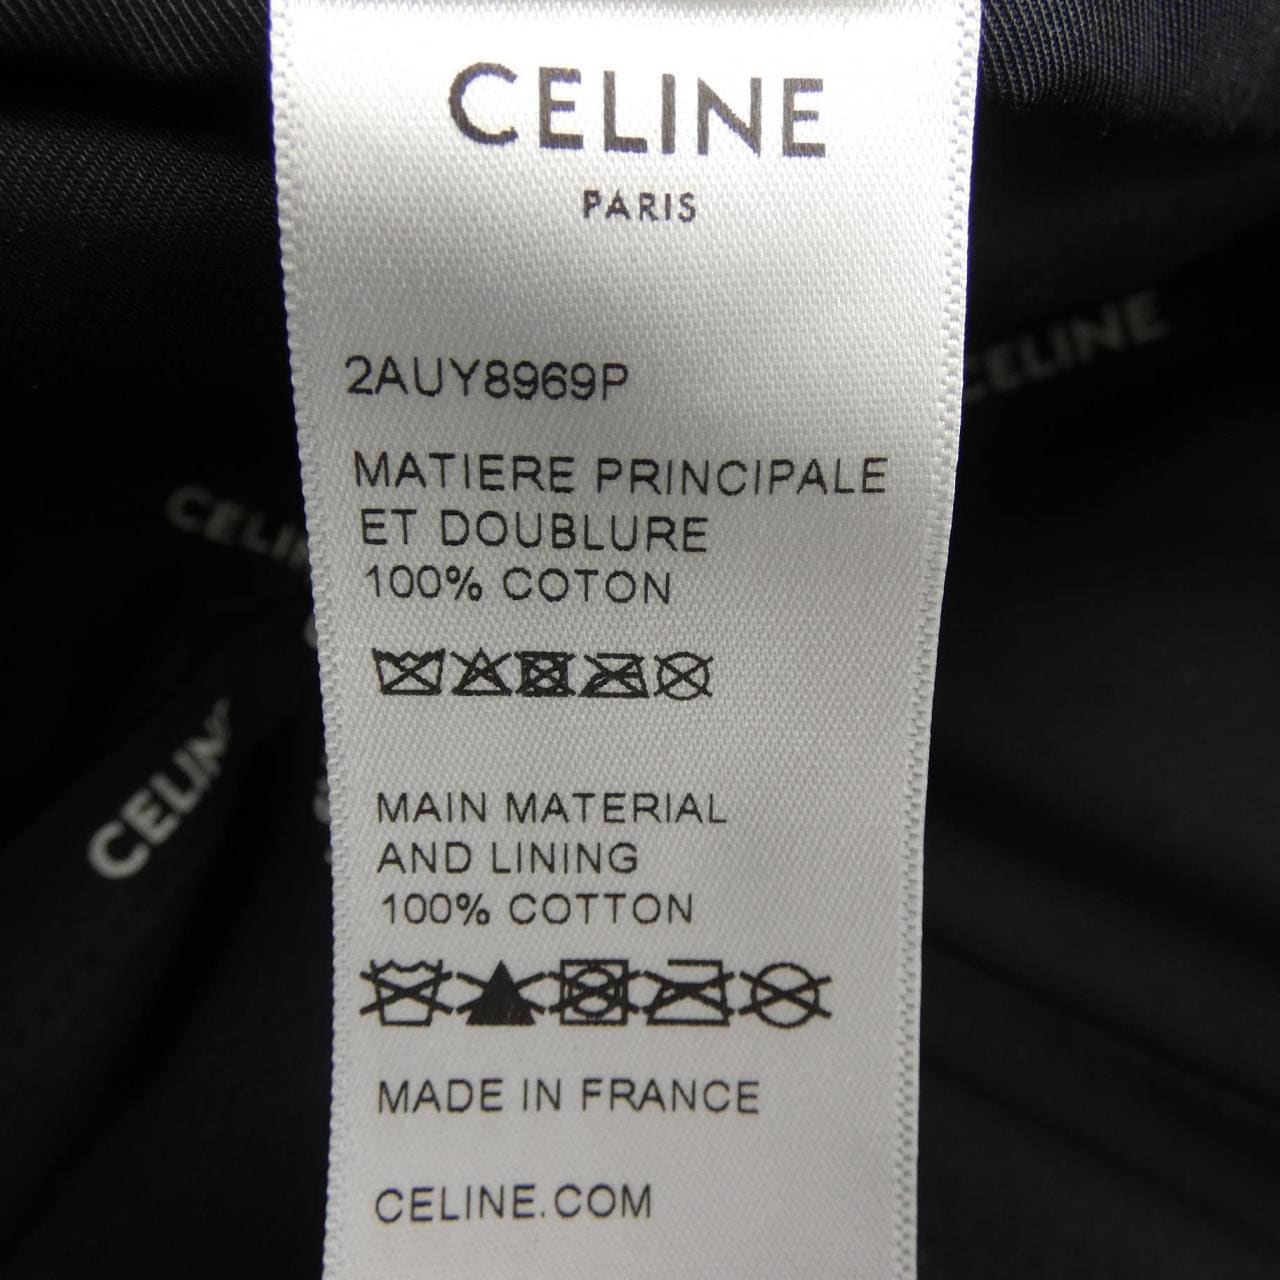 CELINE
PARIS
2AUY8969P
MATIERE PRINCIPALE
ET DOUBLURE
100% COTON
MAIN MATERIAL
AND LINING
100% COTTON
MADE IN FRANCE
CELINE.COM
CELINE
CELINE